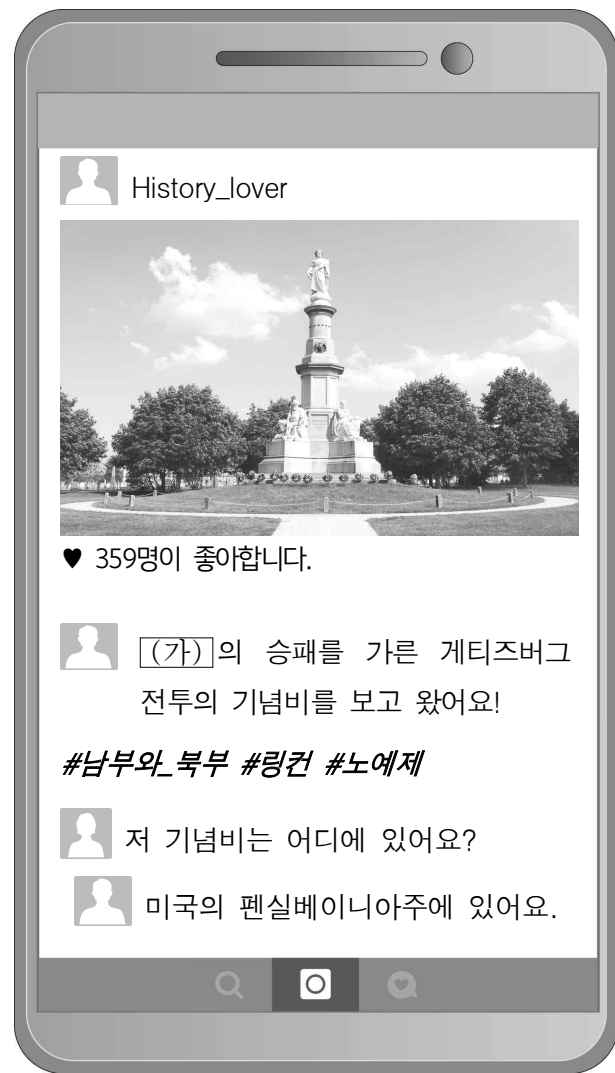 History_lover
♥ 359명이 좋아합니다.
(가)의 승패를 가른 게티즈버그
전투의 기념비를 보고 왔어요!
#남부와_북부 #링컨 #노예제
저 기념비는 어디에 있어요?
미국의 펜실베이니아주에 있어요.